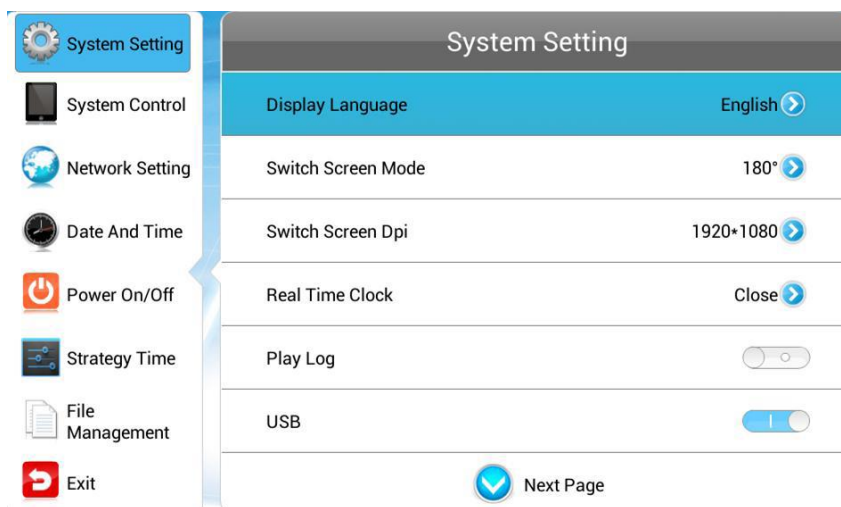 System Setting
System Control
Network Setting
Date And Time
Power On/Off
Strategy Time
File
Management
Exit
System Setting
Display Language English
Switch Screen Mode 180°
Switch Screen Dpi 1920*1080
Real Time Clock Close
Play Log
USB
Next Page